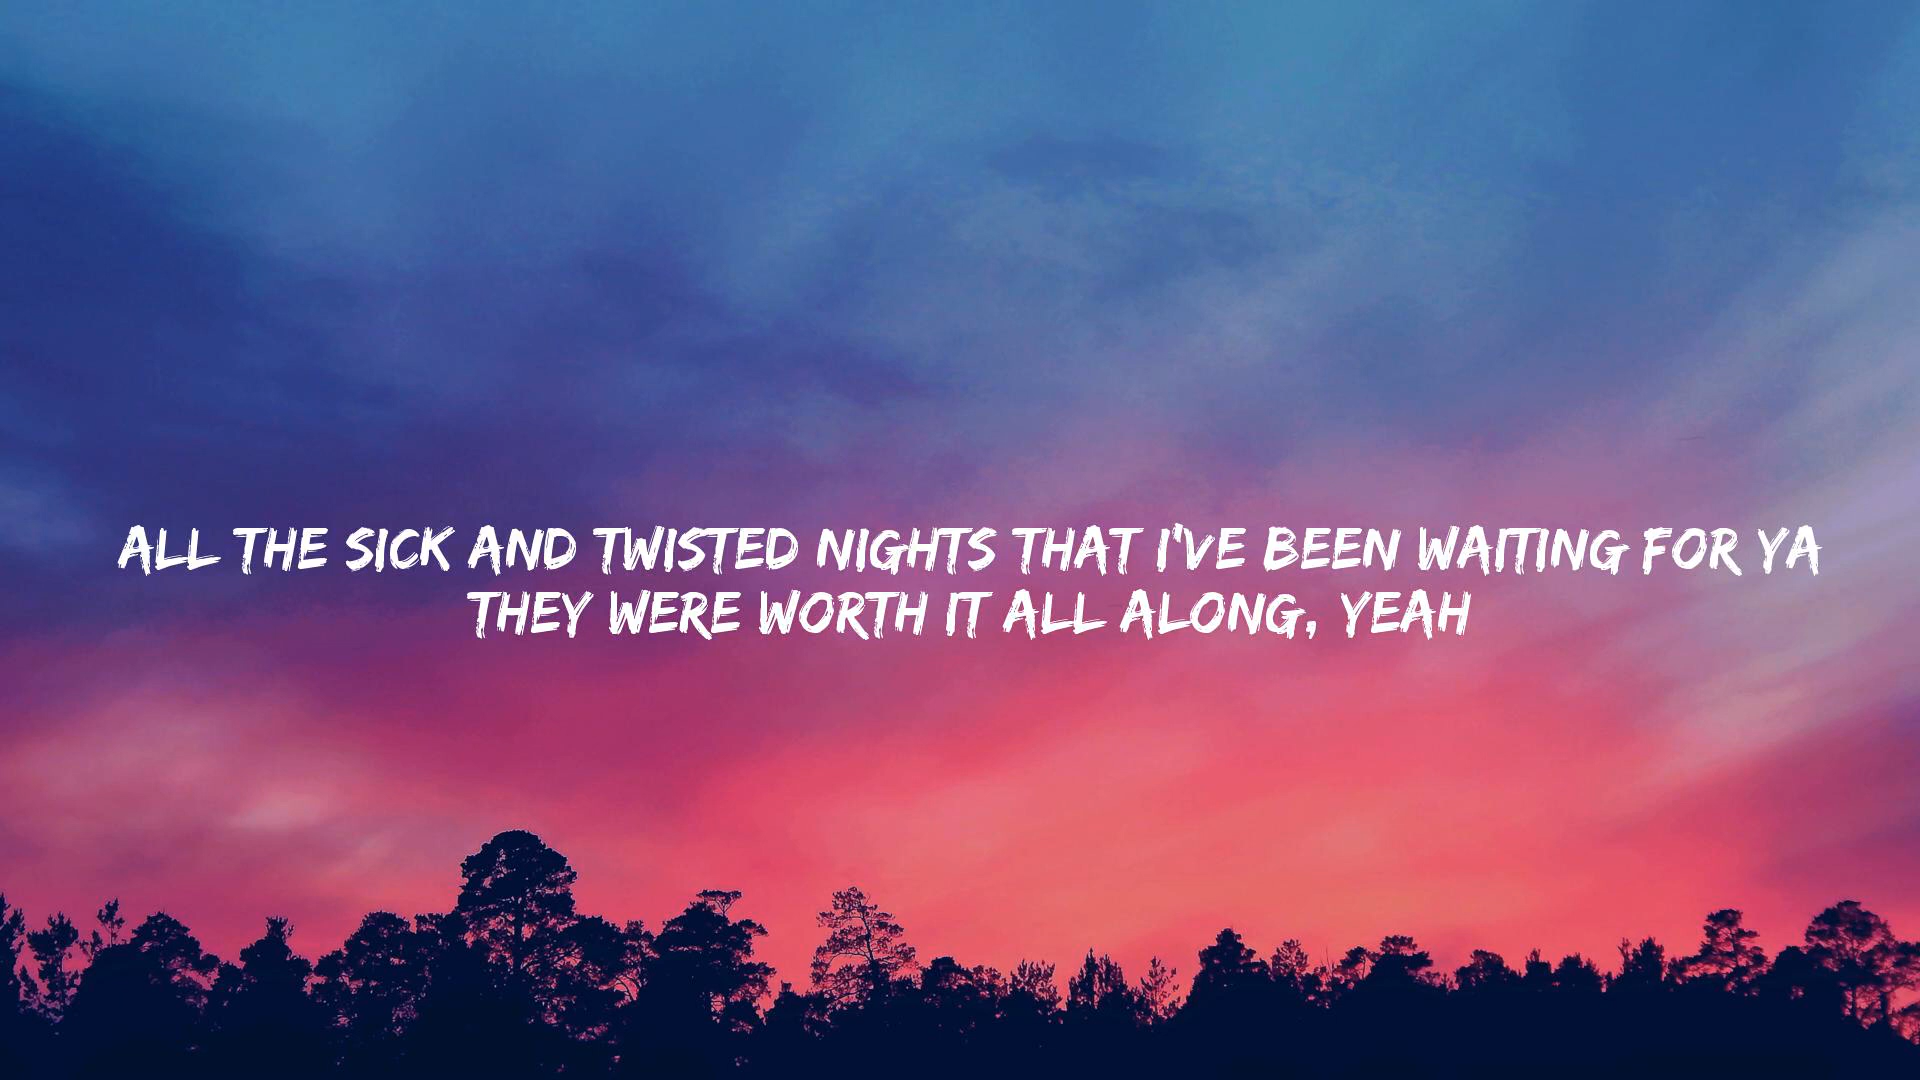 ALL THE SICK AND TWISTED NIGHTS THAT I'VE BEEN WAITING FOR YA
THEY WERE WORTH IT ALL ALONG, YEAH